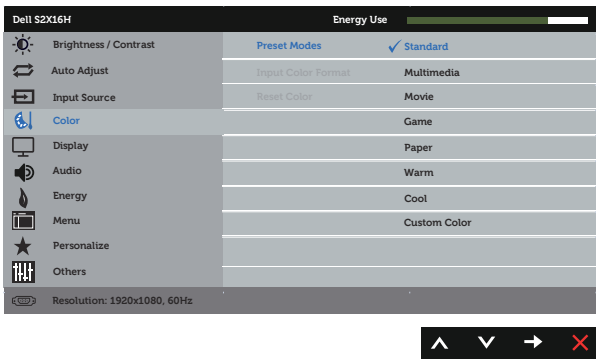 Dell S2X16H Energy Use
Brightness / Contrast Preset Modes Standard
Auto Adjust Input Color Format Multimedia
Input Source Reset Color Movie
Color Game
Display Paper
Audio Warm
Energy Cool
Menu Custom Color
Personalize
Others
Resolution: 1920x1080, 60Hz